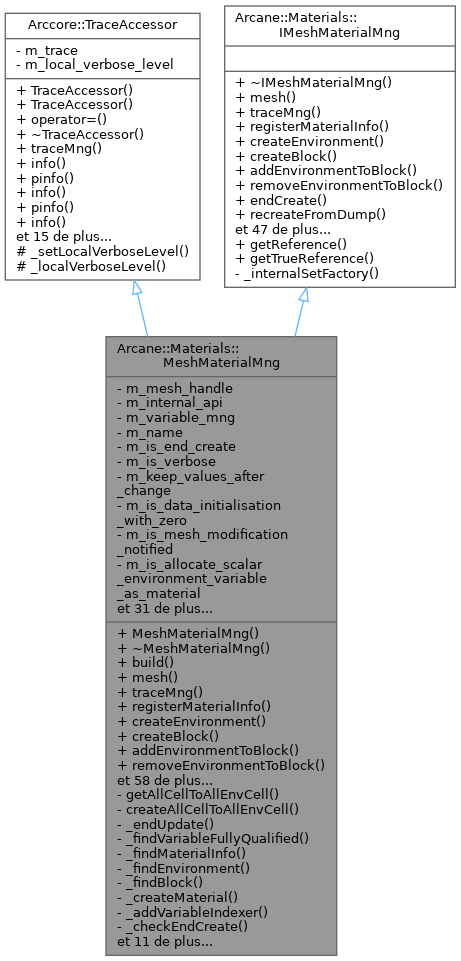 Arccore::TraceAccessor
- m_trace
- m_local_verbose_level
+ TraceAccessor()
+ TraceAccessor()
+ operator=()
+ ~TraceAccessor()
+ traceMng()
+ info()
+ pinfo()
+ info()
+ pinfo()
+ info()
et 15 de plus...
# _setLocalVerboseLevel()
# _localVerboseLevel()
Arcane::Materials::
IMeshMaterialMng
+ ~IMeshMaterialMng()
+ mesh()
+ traceMng()
+ registerMaterialInfo()
+ createEnvironment()
+ createBlock()
+ addEnvironmentToBlock()
+ removeEnvironmentToBlock()
+ endCreate()
+ recreateFromDump()
et 47 de plus...
+ getReference()
+ getTrueReference()
- _internalSetFactory()
Arcane::Materials::
MeshMaterialMng
- m_mesh_handle
- m_internal_api
- m_variable_mng
- m_name
- m_is_end_create
- m_is_verbose
- m_keep_values_after
_change
- m_is_data_initialisation
_with_zero
- m_is_mesh_modification
_notified
- m_is_allocate_scalar
_environment_variable
_as_material
et 31 de plus...
+ MeshMaterialMng()
+ ~MeshMaterialMng()
+ build()
+ mesh()
+ traceMng()
+ registerMaterialInfo()
+ createEnvironment()
+ createBlock()
+ addEnvironmentToBlock()
+ removeEnvironmentToBlock()
et 58 de plus...
- getAllCellToAllEnvCell()
- createAllCellToAllEnvCell()
- _endUpdate()
- _findVariableFullyQualified()
- _findMaterialInfo()
- _findEnvironment()
- _findBlock()
- _createMaterial()
- _addVariableIndexer()
- _checkEndCreate()
et 11 de plus...